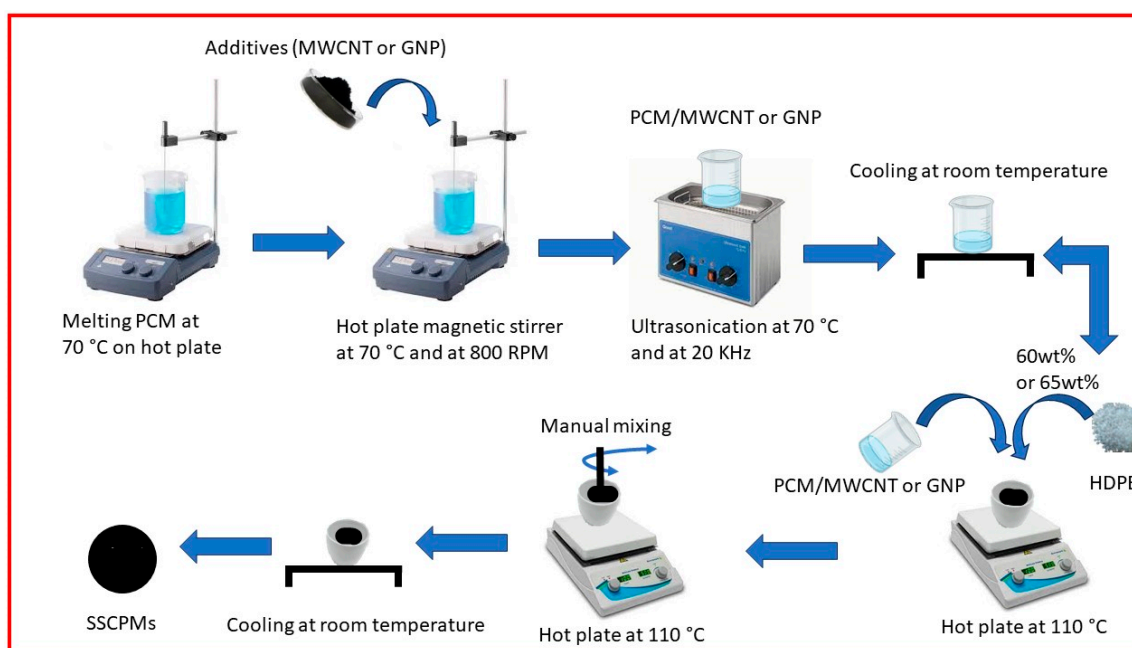 Additives (MWCNT or GNP)
PCM/MWCNT or GNP
Cooling at room temperature
Melting PCM at
70 °C on hot plate
Hot plate magnetic stirrer
at 70 °C and at 800 RPM
Ultrasonication at 70 °C
and at 20 KHz
60wt%
or 65wt%
Manual mixing
PCM/MWCNT or GNP
HDPE
SSCPMs
Cooling at room temperature
Hot plate at 110 °C
Hot plate at 110 °C